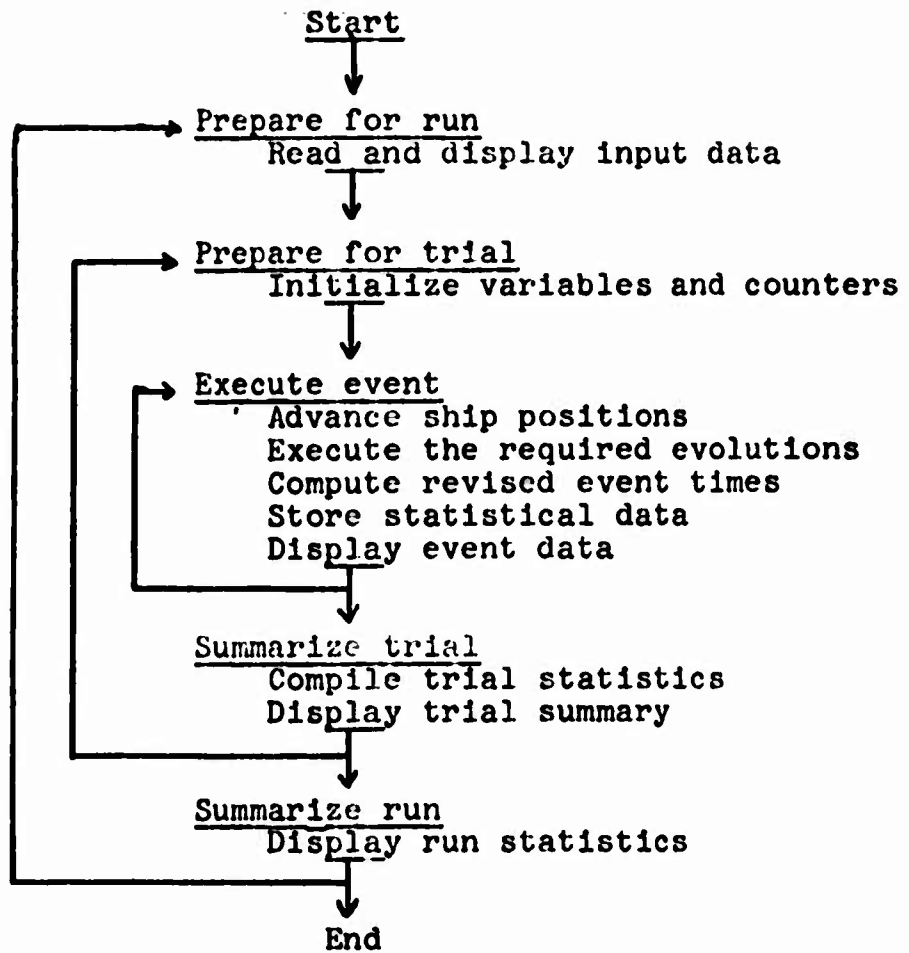 Start
Prepare for run
Read and display input data
Prepare for trial
Initialize variables and counters
Execute event
Advance ship positions
Execute the required evolutions
Compute revised event times
Store statistical data
Display event data
Summarize trial
Compile trial statistics
Display trial summary
Summarize run
Display run statistics
End